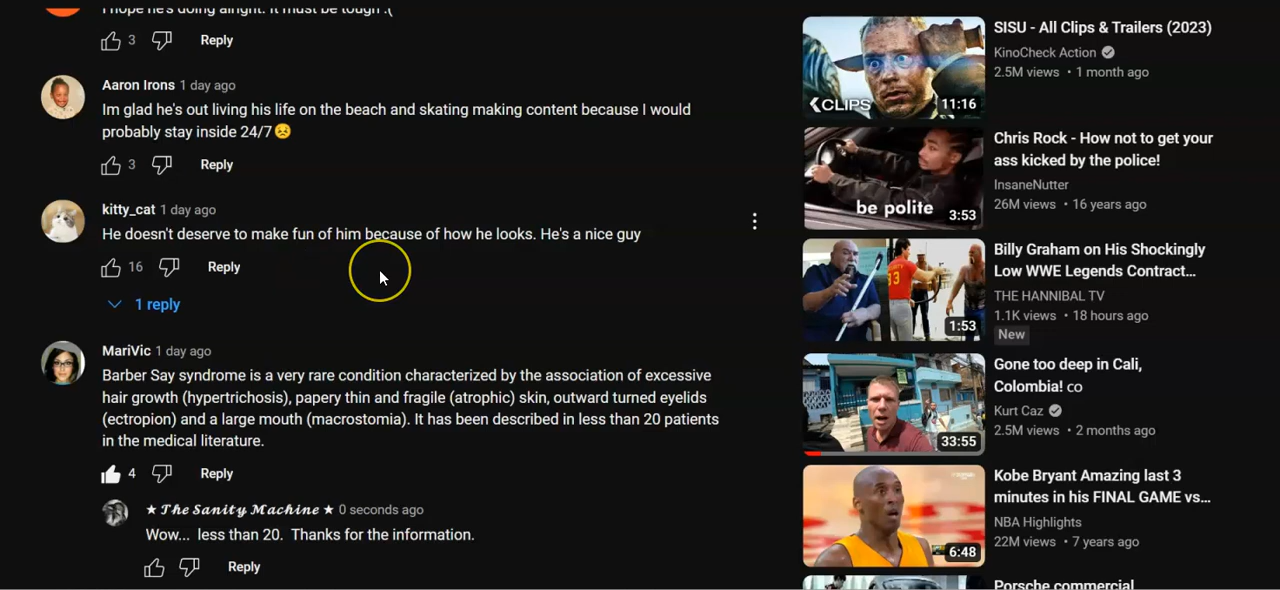 I hope he's doing alright. It must be tough :(
3 Reply
Aaron Irons 1 day ago
Im glad he's out living his life on the beach and skating making content because I would
probably stay inside 24/7😣
3 Reply
kitty_cat 1 day ago
He doesn't deserve to make fun of him because of how he looks. He's a nice guy
16 Reply
1 reply
MariVic 1 day ago
Barber Say syndrome is a very rare condition characterized by the association of excessive
hair growth (hypertrichosis), papery thin and fragile (atrophic) skin, outward turned eyelids
(ectropion) and a large mouth (macrostomia). It has been described in less than 20 patients
in the medical literature.
4 Reply
★ 𝓣𝓱𝓮 𝓢𝓪𝓷𝓲𝓽𝔂 𝓜𝓪𝓬𝓱𝓲𝓷𝓮 ★ 0 seconds ago
Wow... less than 20. Thanks for the information.
Reply
CLIPS
11:16
SISU - All Clips & Trailers (2023)
KinoCheck Action
2.5M views • 1 month ago
be polite
3:53
Chris Rock - How not to get your
ass kicked by the police!
InsaneNutter
26M views • 16 years ago
1:53
Billy Graham on His Shockingly
Low WWE Legends Contract...
THE HANNIBAL TV
1.1K views • 18 hours ago
New
33:55
Gone too deep in Cali,
Colombia! co
Kurt Caz
2.5M views • 2 months ago
6:48
Kobe Bryant Amazing last 3
minutes in his FINAL GAME vs...
NBA Highlights
22M views • 7 years ago
Porsche commercial